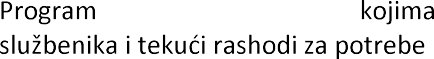 Program kojima
službenika i tekući rashodi za potrebe